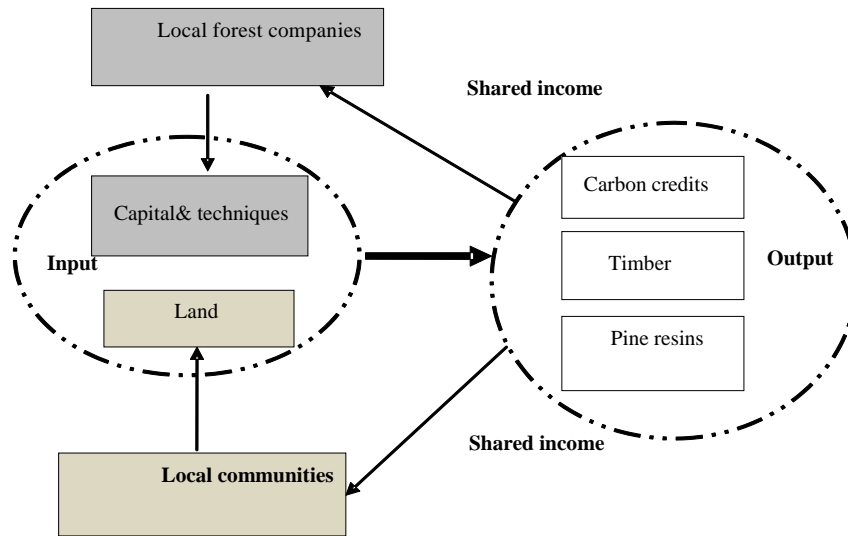 Local forest companies
Shared income
Carbon credits
Capital& techniques
Input
Timber
Output
Land
Pine resins
Shared income
Local communities